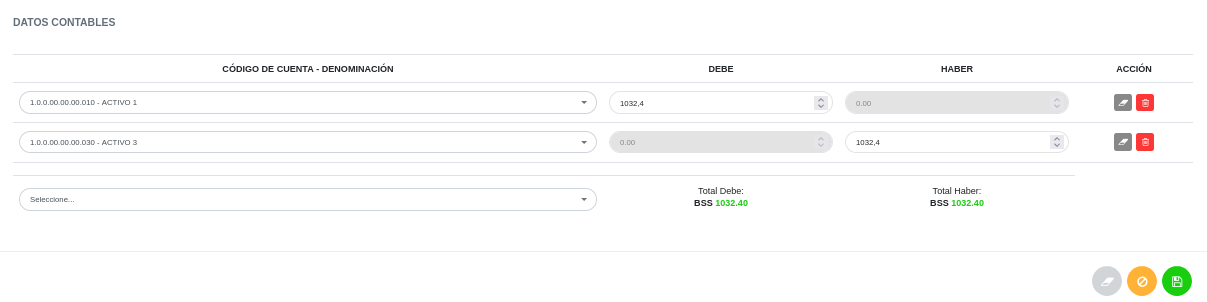 DATOS CONTABLES
CÓDIGO DE CUENTA - DENOMINACIÓN DEBE HABER ACCIÓN
1.0.0.00.00.00.010 - ACTIVO 1 1032,4 0.00
1.0.0.00.00.00.030 - ACTIVO 3 0.00 1032,4
Seleccione...
Total Debe: Total Haber:
BSS 1032.40 BSS 1032.40